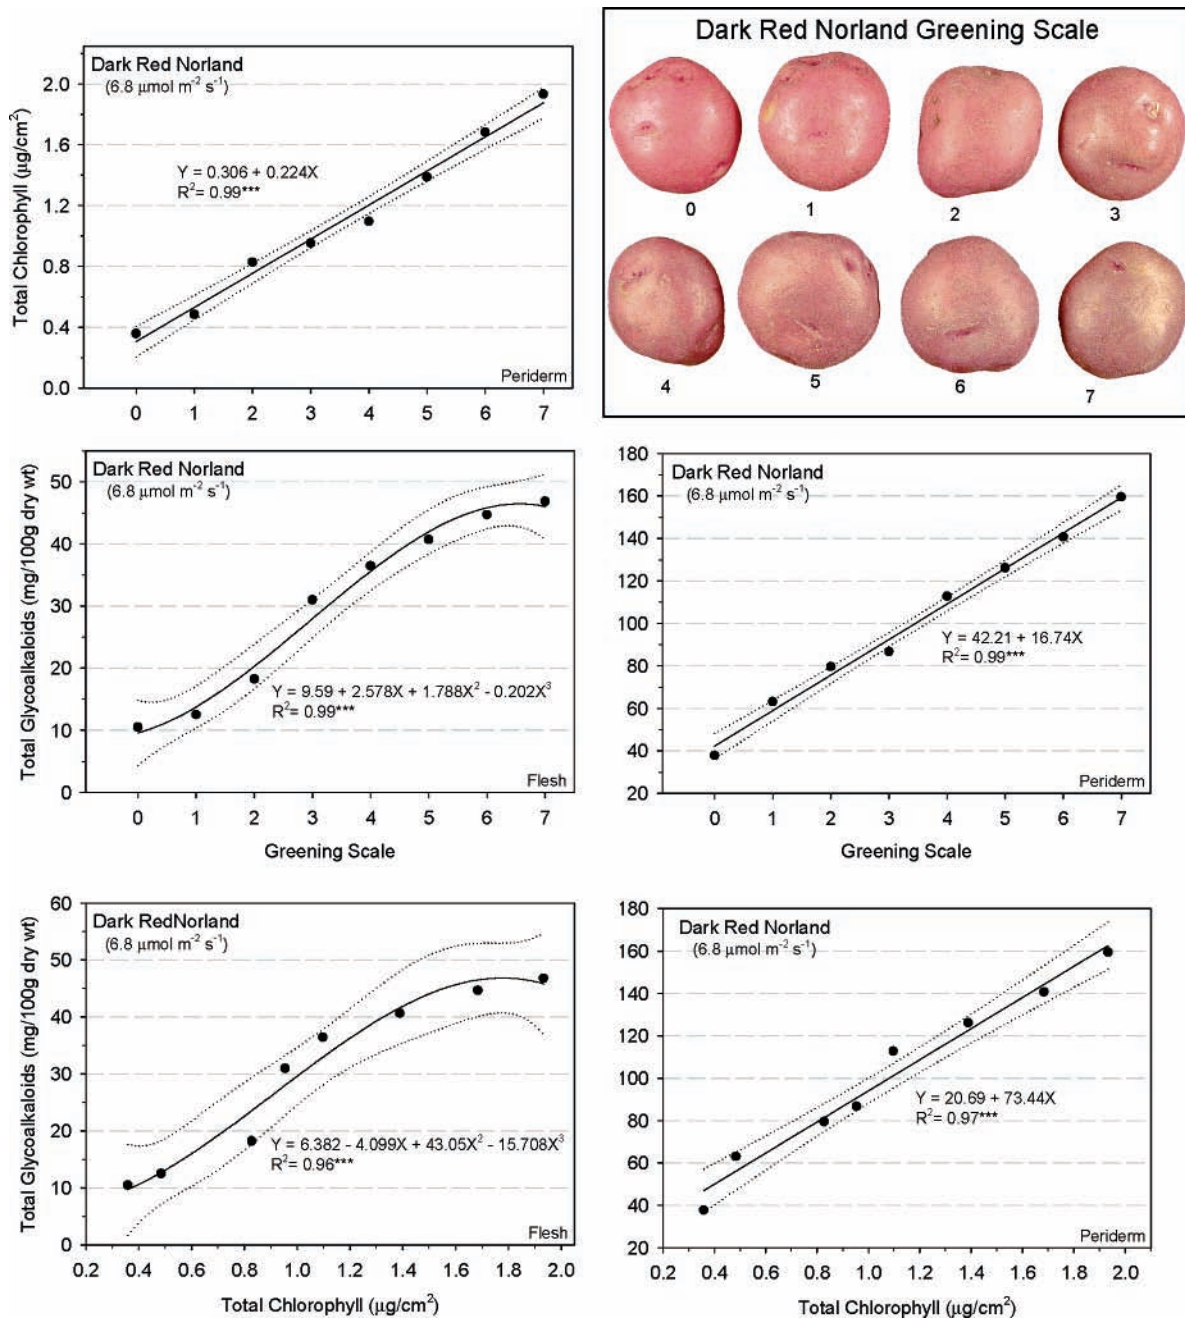 Dark Red Norland
(6.8 μmol m⁻² s⁻¹)
Total Chlorophyll (μg/cm²)
Y = 0.306 + 0.224X
R²= 0.99***
2.0
1.6
1.2
0.8
0.4
0.0
Periderm
0 1 2 3 4 5 6 7
Dark Red Norland Greening Scale
0 1 2 3
4 5 6 7
Dark Red Norland
(6.8 μmol m⁻² s⁻¹)
Total Glycoalkaloids (mg/100g dry wt)
50
40
30
20
10
0
Y = 9.59 + 2.578X + 1.788X² - 0.202X³
R²= 0.99***
Flesh
0 1 2 3 4 5 6 7
Greening Scale
Dark Red Norland
(6.8 μmol m⁻² s⁻¹)
180
160
140
120
100
80
60
40
20
Y = 42.21 + 16.74X
R²= 0.99***
Periderm
0 1 2 3 4 5 6 7
Greening Scale
Dark RedNorland
(6.8 μmol m⁻² s⁻¹)
Total Glycoalkaloids (mg/100g dry wt)
60
50
40
30
20
10
0
Y = 6.382 - 4.099X + 43.05X² - 15.708X³
R²= 0.96***
Flesh
0.2 0.4 0.6 0.8 1.0 1.2 1.4 1.6 1.8 2.0
Total Chlorophyll (μg/cm²)
Dark Red Norland
(6.8 μmol m⁻² s⁻¹)
180
160
140
120
100
80
60
40
20
Y = 20.69 + 73.44X
R²= 0.97***
Periderm
0.2 0.4 0.6 0.8 1.0 1.2 1.4 1.6 1.8 2.0
Total Chlorophyll (μg/cm²)